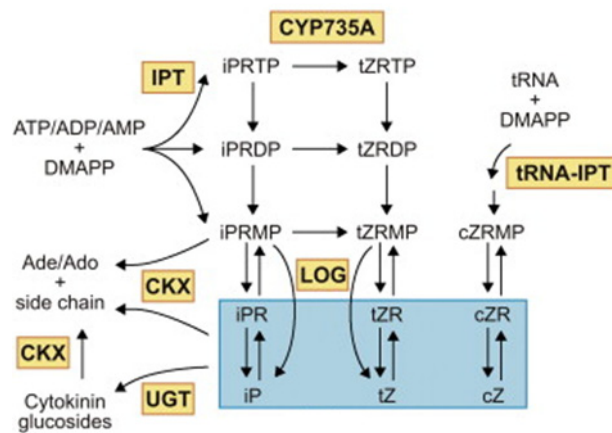 CYP735A
IPT
iPRTP
tZRTP
tRNA
+
DMAPP
ATP/ADP/AMP
+
DMAPP
iPRDP
tZRDP
tRNA-IPT
iPRMP
tZRMP
cZRMP
Ade/Ado
+
side chain
CKX
LOG
iPR
tZR
cZR
CKX
Cytokinin
glucosides
UGT
iP
tZ
cZ